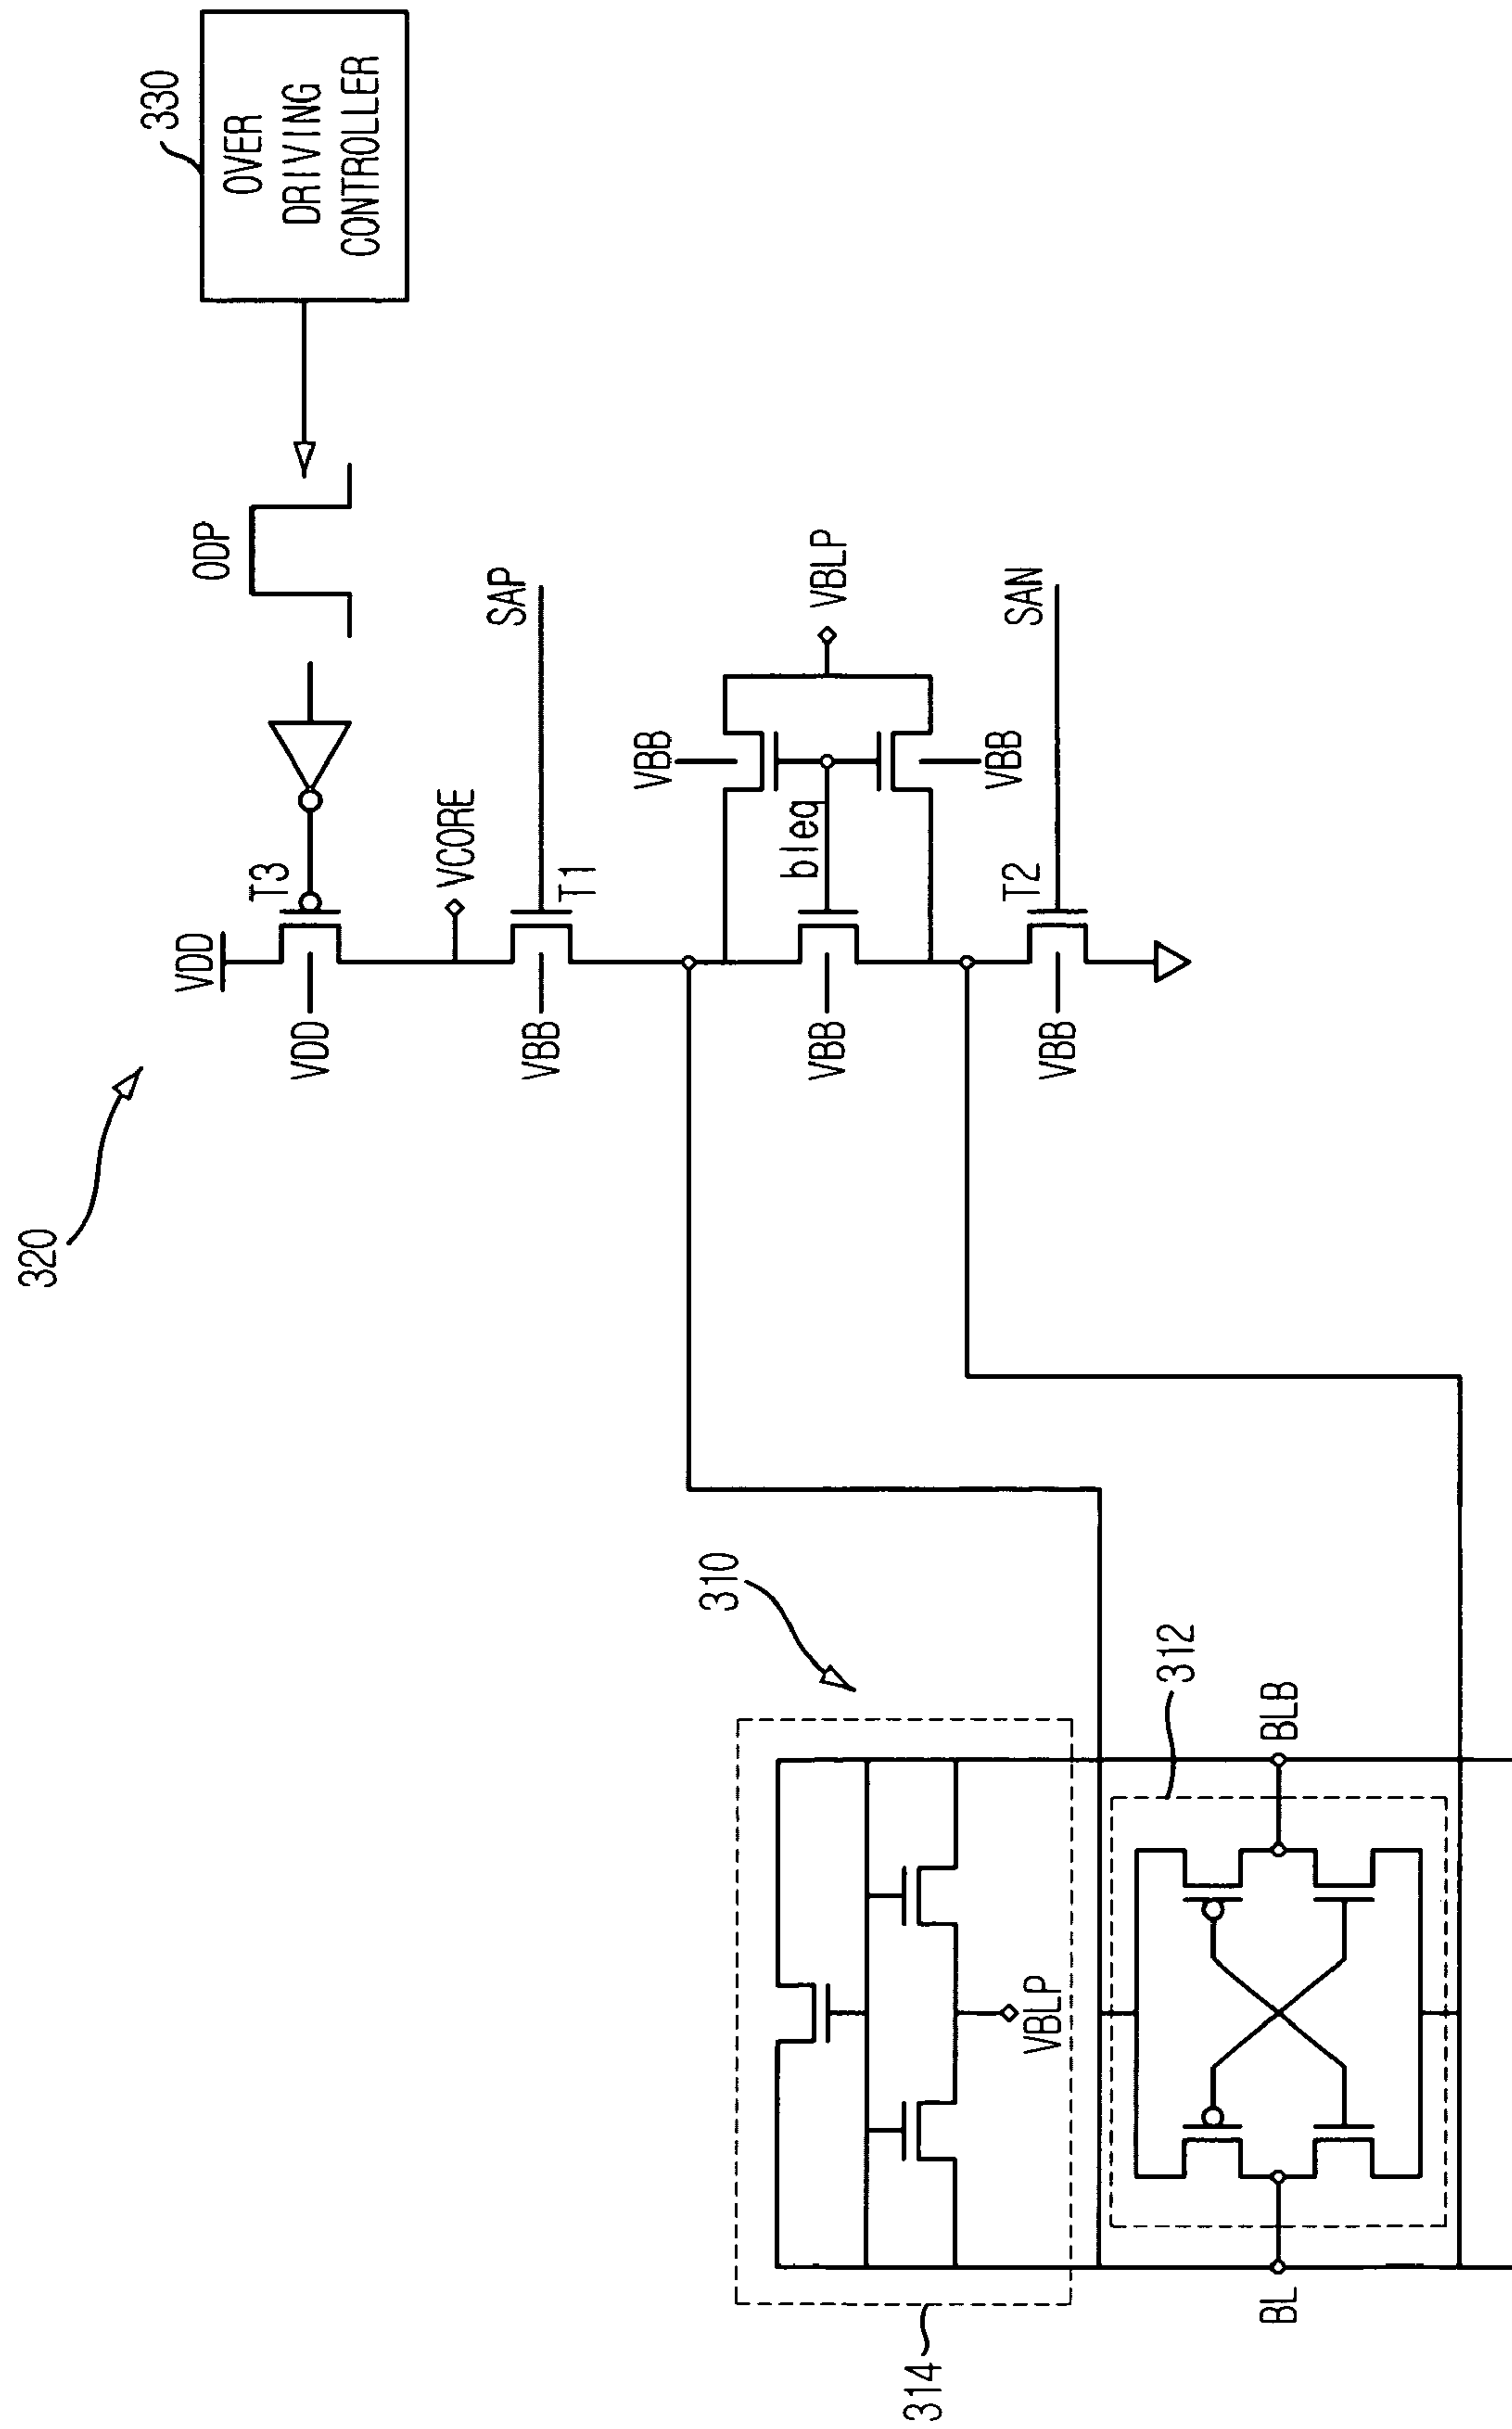 320
330
OVER
DRIVING
CONTROLLER
ODP
VDD
T3
VDD
VCORE
SAP
T1
VBB
VBB
bleq
VBLP
VBB
VBB
SAN
T2
VBB
310
314
VBLP
312
BL
BLB